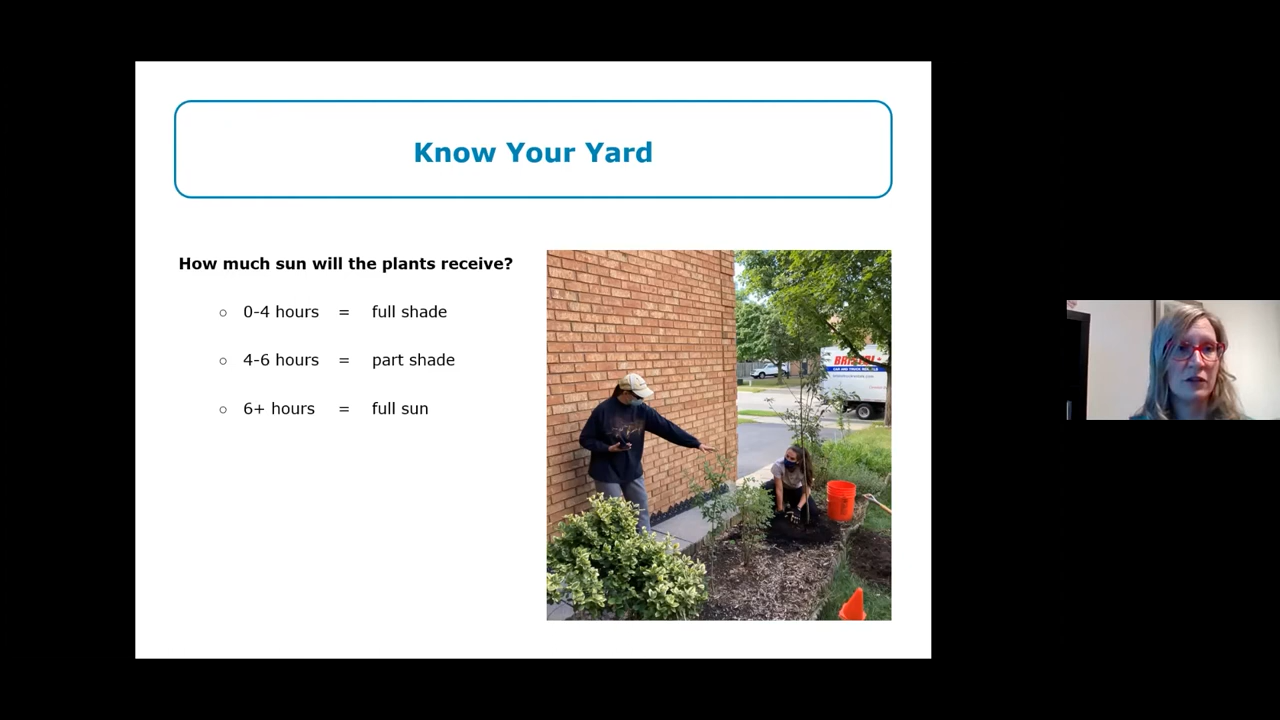 Know Your Yard
How much sun will the plants receive?
○ 0-4 hours = full shade
○ 4-6 hours = part shade
○ 6+ hours = full sun
BRISTOL